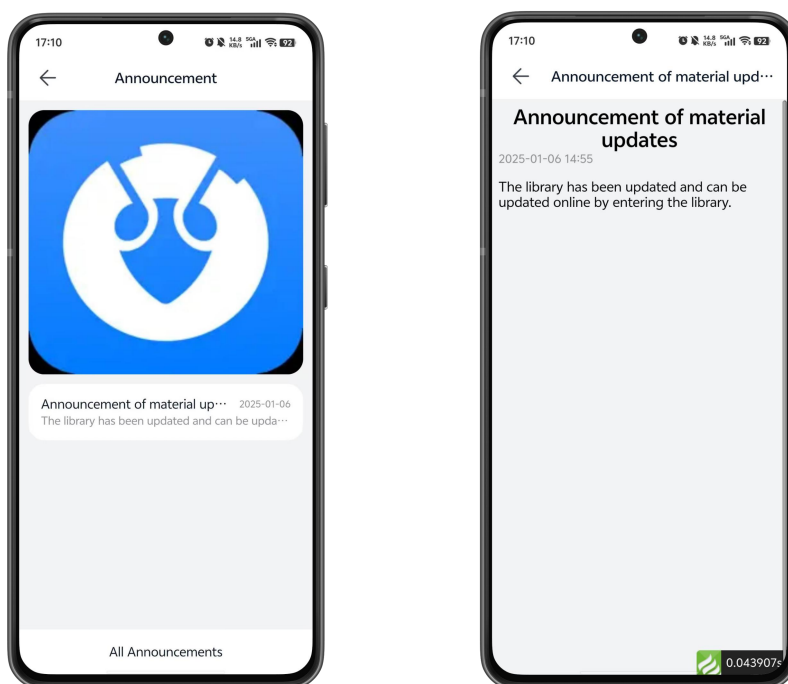 17:10
14.8 KB/s
5GA
92
Announcement
Announcement of material up···
2025-01-06
The library has been updated and can be upda···
All Announcements
17:10
14.8 KB/s
5GA
92
Announcement of material upd···
Announcement of material
updates
2025-01-06 14:55
The library has been updated and can be
updated online by entering the library.
0.043907s